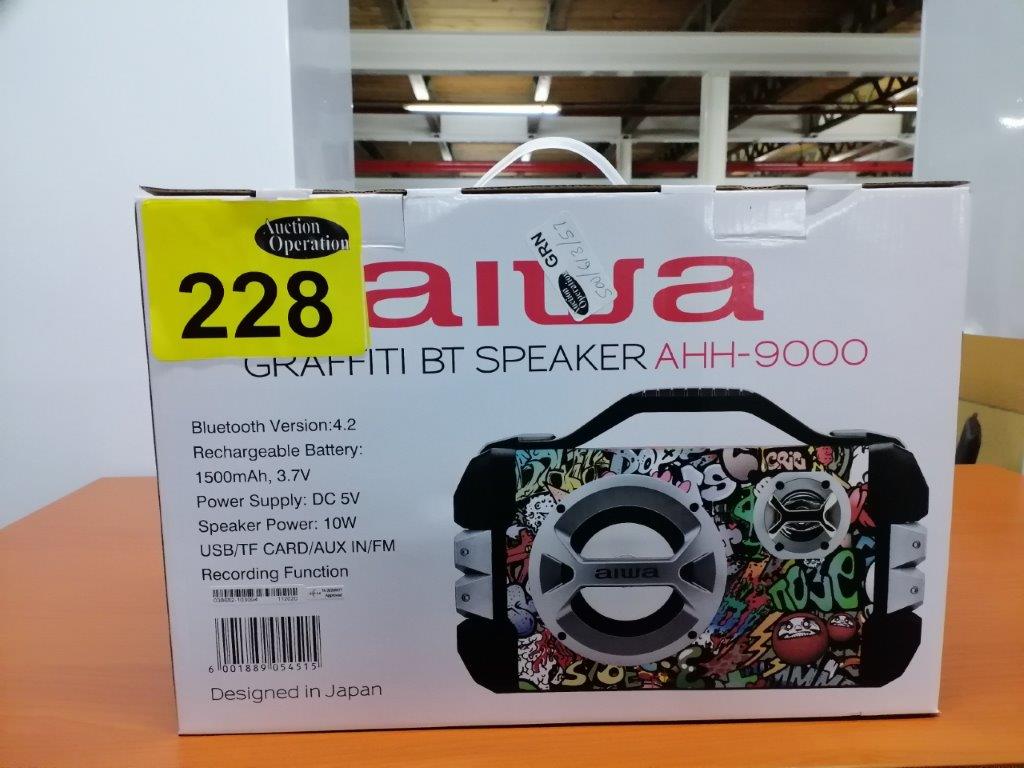 Auction
Operation
228
GRN
Auction
Operation
aiwa
GRAFFITI BT SPEAKER AHH-9000
Bluetooth Version:4.2
Rechargeable Battery:
1500mAh, 3.7V
Power Supply: DC 5V
Speaker Power: 10W
USB/TF CARD/AUX IN/FM
Recording Function
6 001889 054515
Designed in Japan
aiwa